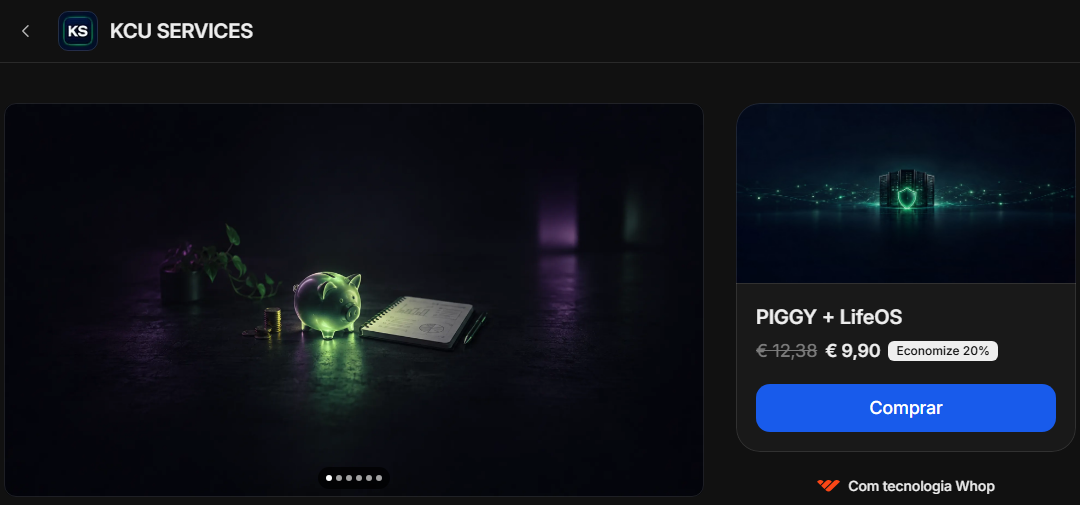 KS
KCU SERVICES
PIGGY + LifeOS
€ 12,38 € 9,90 Economize 20%
Comprar
Com tecnologia Whop